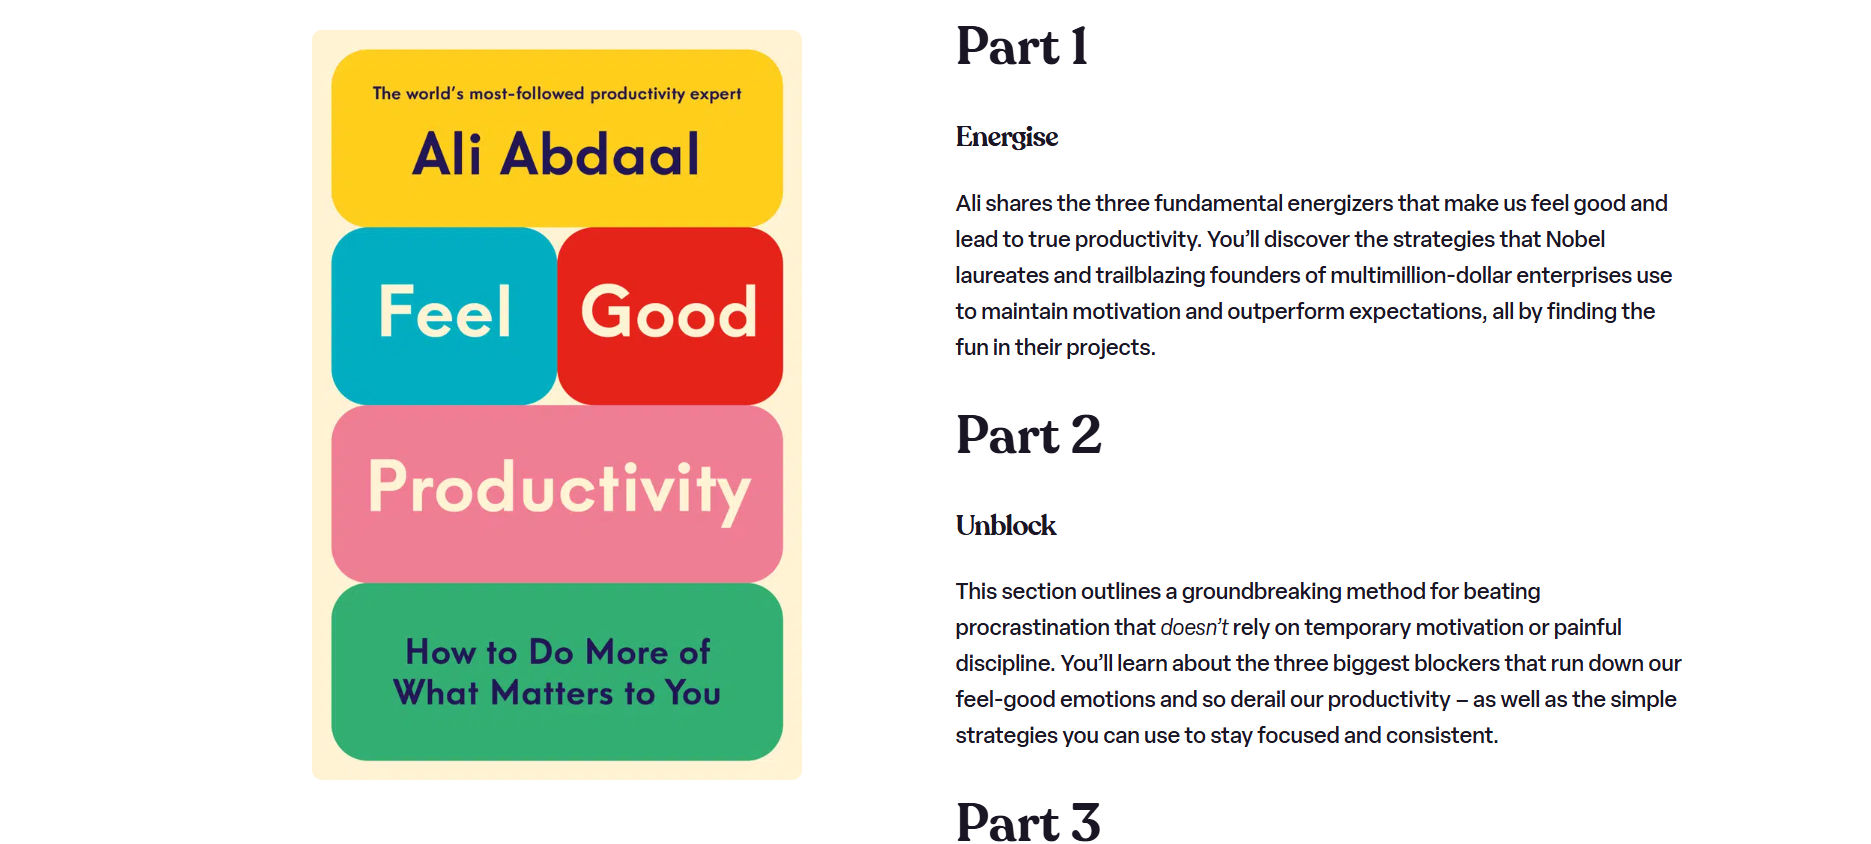 The world's most-followed productivity expert
Ali Abdaal
Feel Good
Productivity
How to Do More of
What Matters to You
Part 1
Energise
Ali shares the three fundamental energizers that make us feel good and
lead to true productivity. You’ll discover the strategies that Nobel
laureates and trailblazing founders of multimillion-dollar enterprises use
to maintain motivation and outperform expectations, all by finding the
fun in their projects.
Part 2
Unblock
This section outlines a groundbreaking method for beating
procrastination that doesn’t rely on temporary motivation or painful
discipline. You’ll learn about the three biggest blockers that run down our
feel-good emotions and so derail our productivity – as well as the simple
strategies you can use to stay focused and consistent.
Part 3